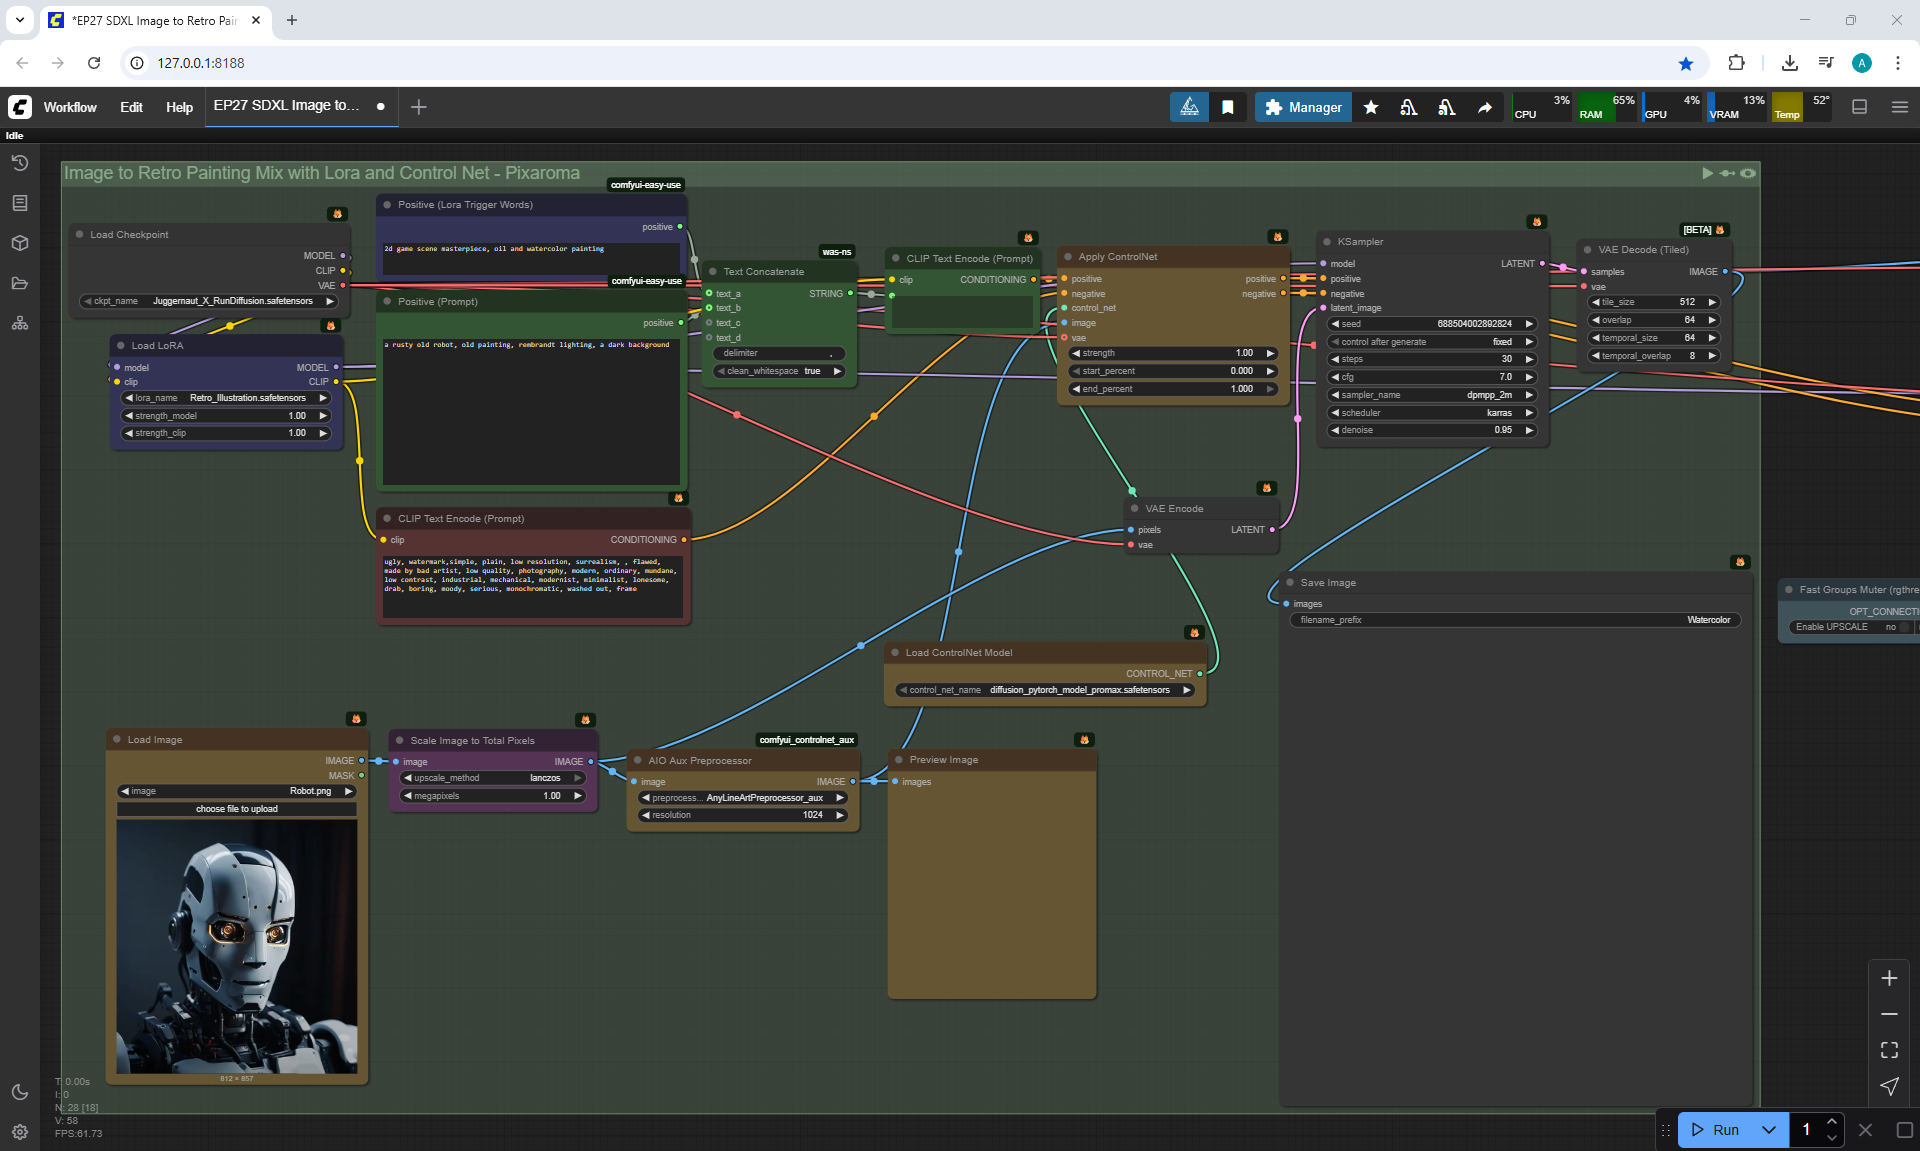 *EP27 SDXL Image to Retro Pai
127.0.0.1:8188
A
Workflow
Edit
Help
EP27 SDXL Image to...
Manager
CPU 3%
RAM 65%
GPU 4%
VRAM 13%
Temp 52°
Idle
Image to Retro Painting Mix with Lora and Control Net - Pixaroma
Load Checkpoint
MODEL
CLIP
VAE
ckpt_name Juggernaut_X_RunDiffusion.safetensors
Load LoRA
model MODEL
clip CLIP
lora_name Retro_Illustration.safetensors
strength_model 1.00
strength_clip 1.00
comfyui-easy-use
Positive (Lora Trigger Words)
positive
2d game scene masterpiece, oil and watercolor painting
comfyui-easy-use
Positive (Prompt)
positive
a rusty old robot, old painting, rembrandt lighting, a dark background
CLIP Text Encode (Prompt)
clip CONDITIONING
ugly, watermark,simple, plain, low resolution, surrealism, , flawed,
made by bad artist, low quality, photography, modern, ordinary, mundane,
low contrast, industrial, mechanical, modernist, minimalist, lonesome,
drab, boring, moody, serious, monochromatic, washed out, frame
was-ns
Text Concatenate
text_a STRING
text_b
text_c
text_d
delimiter ,
clean_whitespace true
CLIP Text Encode (Prompt)
clip CONDITIONING
Apply ControlNet
positive positive
negative negative
control_net
image
vae
strength 1.00
start_percent 0.000
end_percent 1.000
KSampler
model LATENT
positive
negative
latent_image
seed 688504002892824
control after generate fixed
steps 30
cfg 7.0
sampler_name dpmpp_2m
scheduler karras
denoise 0.95
[BETA]
VAE Decode (Tiled)
samples IMAGE
vae
tile_size 512
overlap 64
temporal_size 64
temporal_overlap 8
VAE Encode
pixels LATENT
vae
Save Image
images
filename_prefix Watercolor
Fast Groups Muter (rgthre
OPT_CONNECTI
Enable UPSCALE no
Load ControlNet Model
CONTROL_NET
control_net_name diffusion_pytorch_model_promax.safetensors
Load Image
IMAGE
MASK
image Robot.png
choose file to upload
812 × 857
Scale Image to Total Pixels
image IMAGE
upscale_method lanczos
megapixels 1.00
comfyui_controlnet_aux
AIO Aux Preprocessor
image IMAGE
preprocess... AnyLineArtPreprocessor_aux
resolution 1024
Preview Image
images
T: 0.00s
I: 0
N: 28 [18]
V: 58
FPS:61.73
Run
1